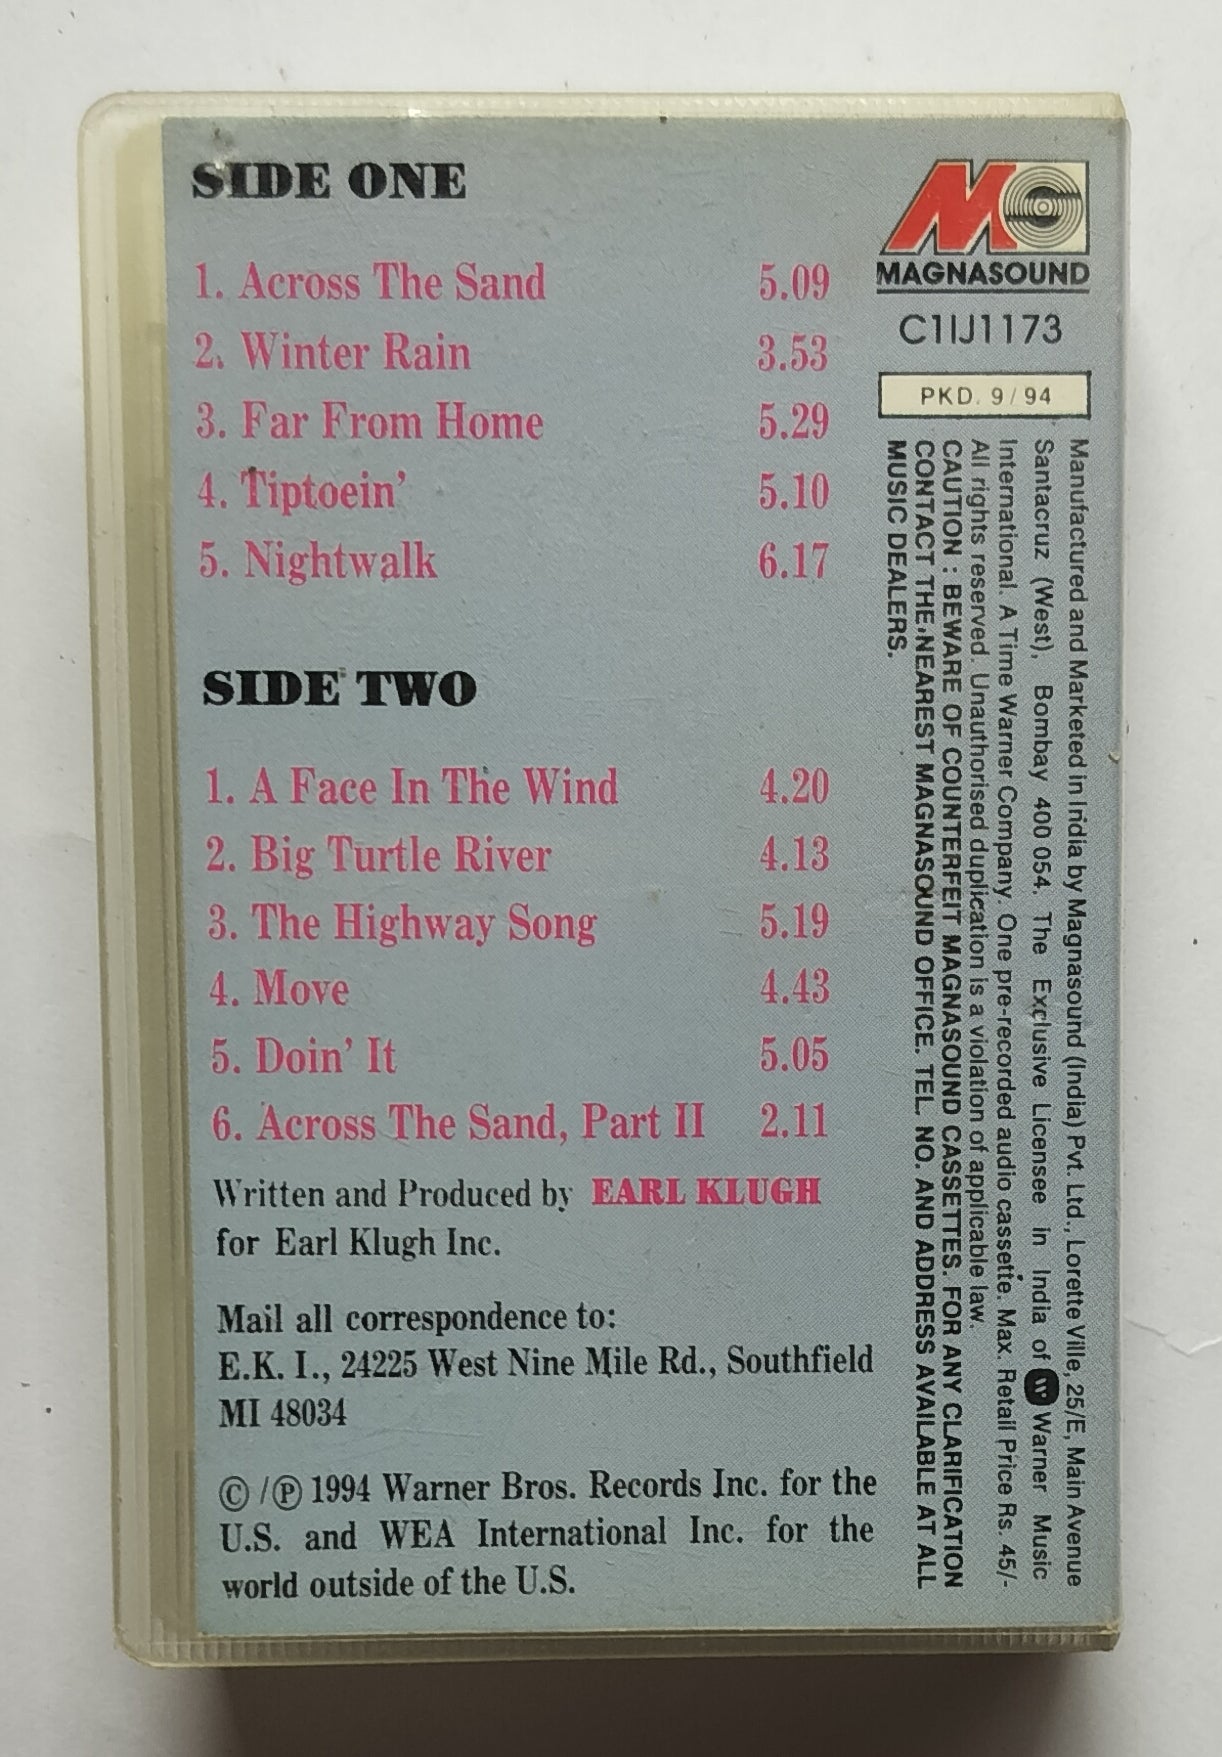 SIDE ONE
1. Across The Sand 5.09
2. Winter Rain 3.53
3. Far From Home 5.29
4. Tiptoein' 5.10
5. Nightwalk 6.17
SIDE TWO
1. A Face In The Wind 4.20
2. Big Turtle River 4.13
3. The Highway Song 5.19
4. Move 4.43
5. Doin' It 5.05
6. Across The Sand, Part II 2.11
Written and Produced by EARL KLUGH
for Earl Klugh Inc.
Mail all correspondence to:
E.K. I., 24225 West Nine Mile Rd., Southfield
MI 48034
© /℗ 1994 Warner Bros. Records Inc. for the
U.S. and WEA International Inc. for the
world outside of the U.S.
MG
MAGNASOUND
C1IJ1173
PKD. 9/94
Manufactured and Marketed in India by Magnasound (India) Pvt. Ltd., Lorette Ville, 25/E, Main Avenue
Santacruz (West), Bombay 400 054. The Exclusive Licensee in India of W Warner Music
International. A Time Warner Company. One pre-recorded audio cassette. Max. Retail Price Rs. 45/-
All rights reserved. Unauthorised duplication is a violation of applicable law.
CAUTION : BEWARE OF COUNTERFEIT MAGNASOUND CASSETTES. FOR ANY CLARIFICATION
CONTACT THE NEAREST MAGNASOUND OFFICE. TEL. NO. AND ADDRESS AVAILABLE AT ALL
MUSIC DEALERS.